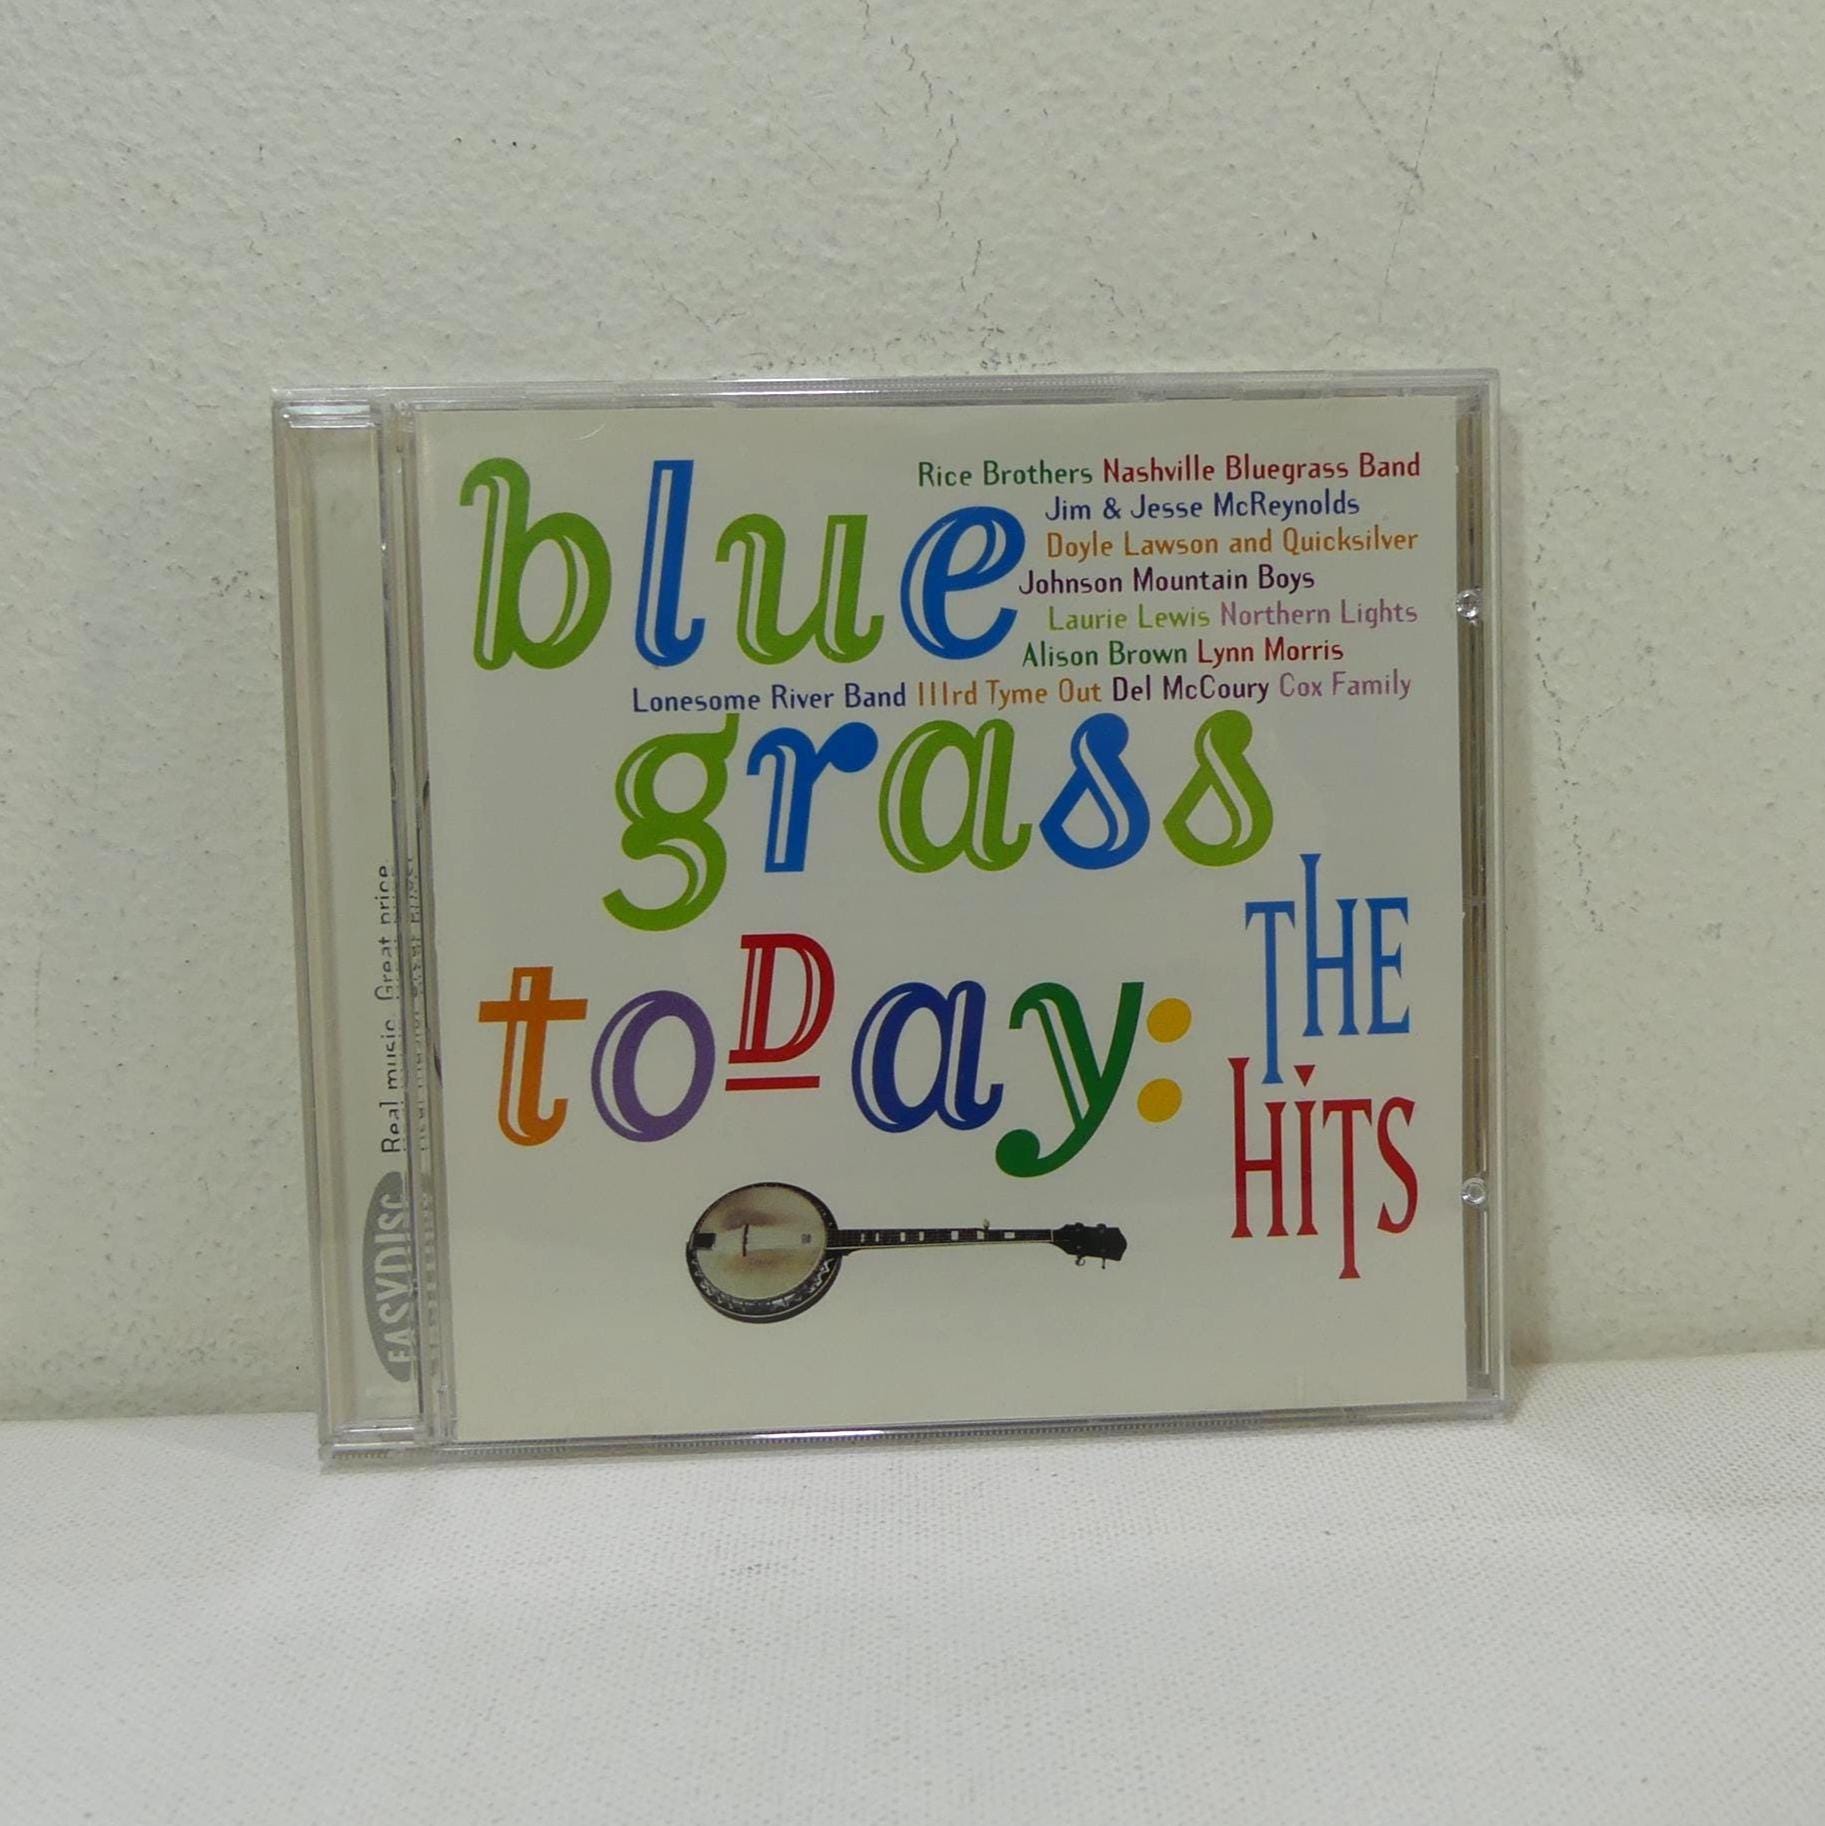 blue
Rice Brothers Nashville Bluegrass Band
Jim & Jesse McReynolds
Doyle Lawson and Quicksilver
Johnson Mountain Boys
Laurie Lewis Northern Lights
Alison Brown Lynn Morris
Lonesome River Band IIIrd Tyme Out Del McCoury Cox Family
grass
toDay:
THE
HiTS
EASYDISC Real music. Great price.